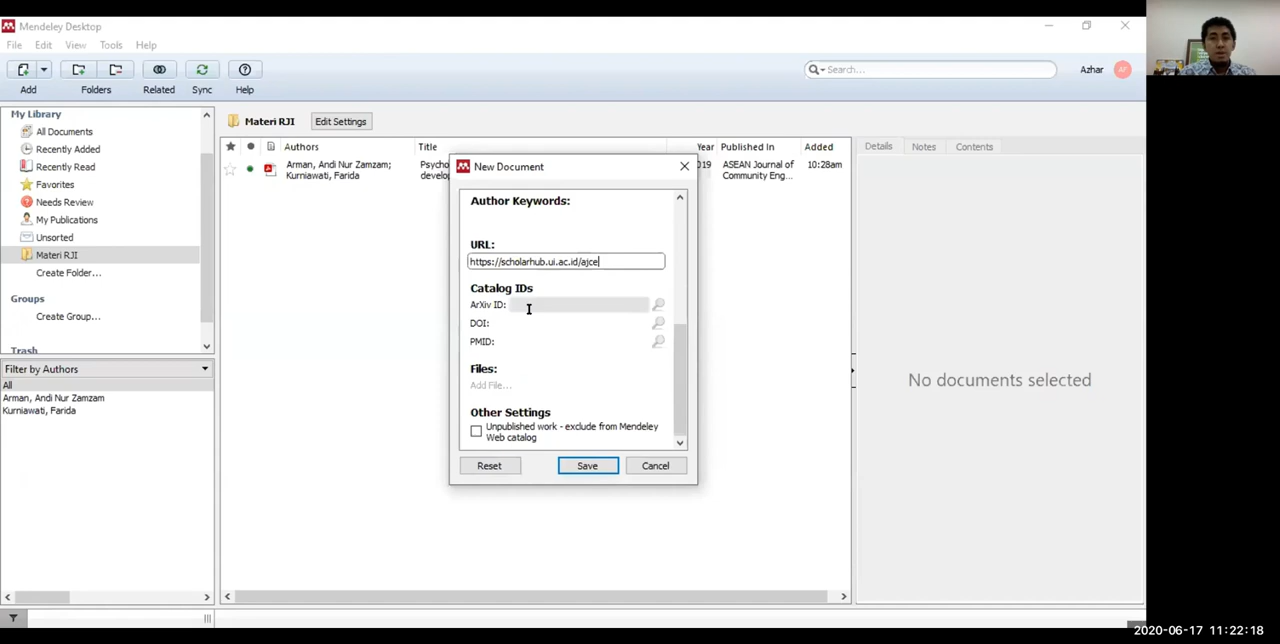 Mendeley Desktop
File Edit View Tools Help
Add Folders Related Sync Help
Search...
Azhar AF
My Library
All Documents
Recently Added
Recently Read
Favorites
Needs Review
My Publications
Unsorted
Materi RJI
Create Folder...
Groups
Create Group...
Trash
Filter by Authors
All
Arman, Andi Nur Zamzam
Kurniawati, Farida
Materi RJI Edit Settings
Authors Title Year Published In Added
Arman, Andi Nur Zamzam; Psycho 019 ASEAN Journal of 10:28am
Kurniawati, Farida develo Community Eng...
New Document
Author Keywords:
URL:
https://scholarhub.ui.ac.id/ajce
Catalog IDs
ArXiv ID:
DOI:
PMID:
Files:
Add File...
Other Settings
Unpublished work - exclude from Mendeley
Web catalog
Reset Save Cancel
Details Notes Contents
No documents selected
2020-06-17 11:22:18